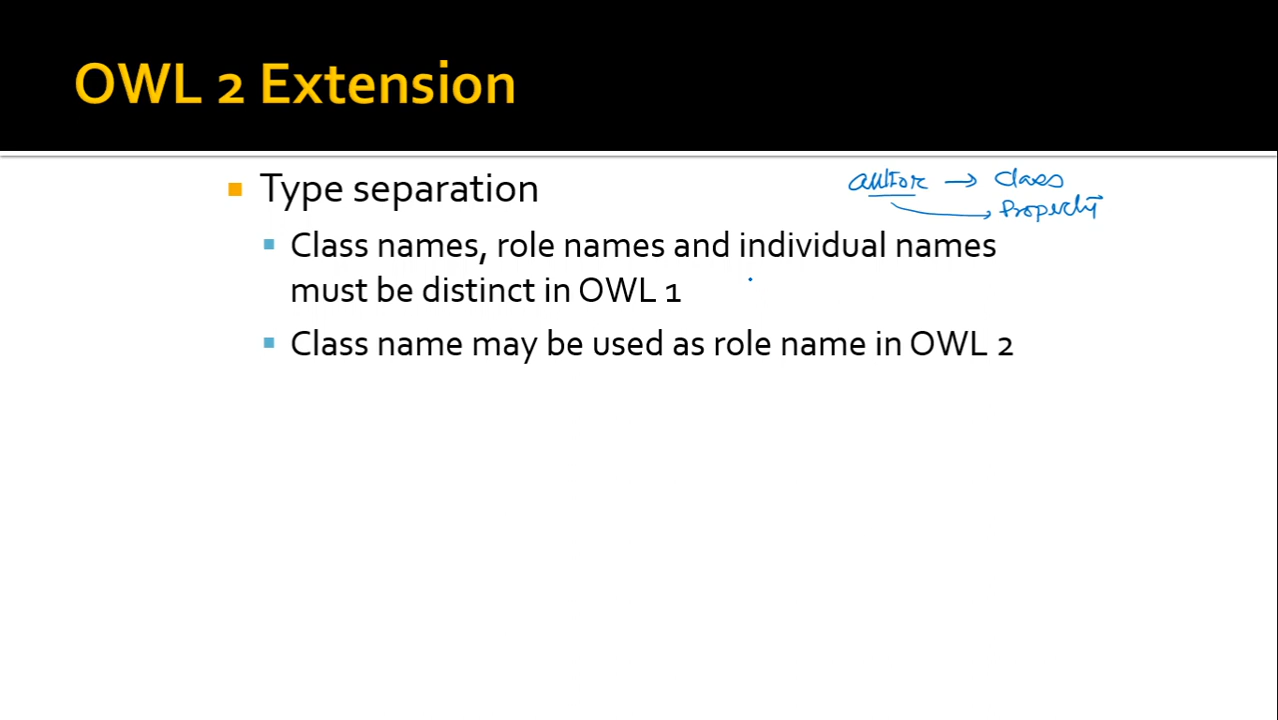 OWL 2 Extension
Type separation
author → class
Property
Class names, role names and individual names
must be distinct in OWL 1
Class name may be used as role name in OWL 2